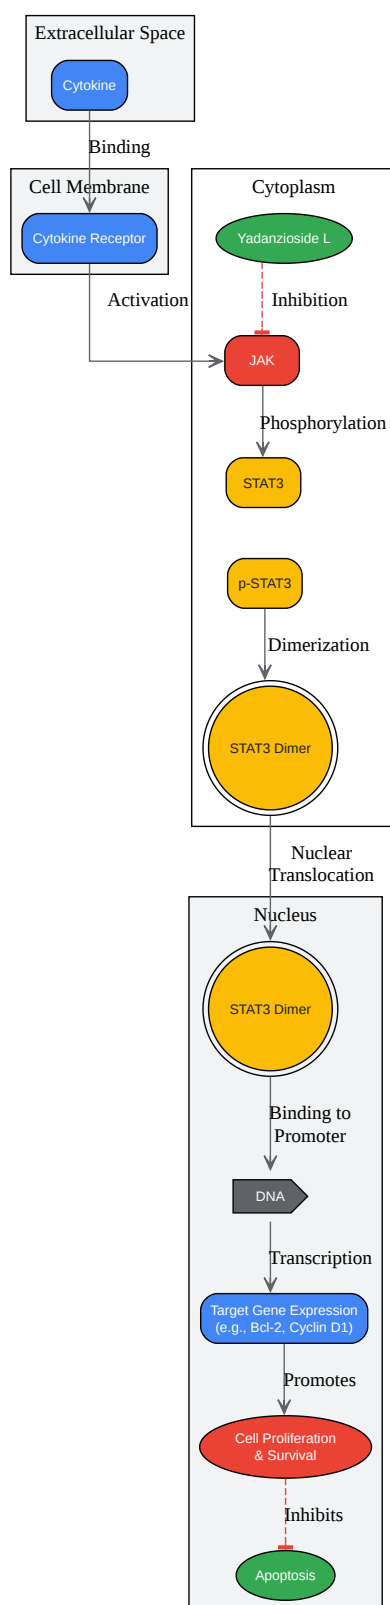 Extracellular Space
Cytokine
Binding
Cell Membrane
Cytoplasm
Cytokine Receptor
Yadanzioside L
Activation
Inhibition
JAK
Phosphorylation
STAT3
p-STAT3
Dimerization
STAT3 Dimer
Nuclear
Translocation
Nucleus
STAT3 Dimer
Binding to
Promoter
DNA
Transcription
Target Gene Expression
(e.g., Bcl-2, Cyclin D1)
Promotes
Cell Proliferation
& Survival
Inhibits
Apoptosis